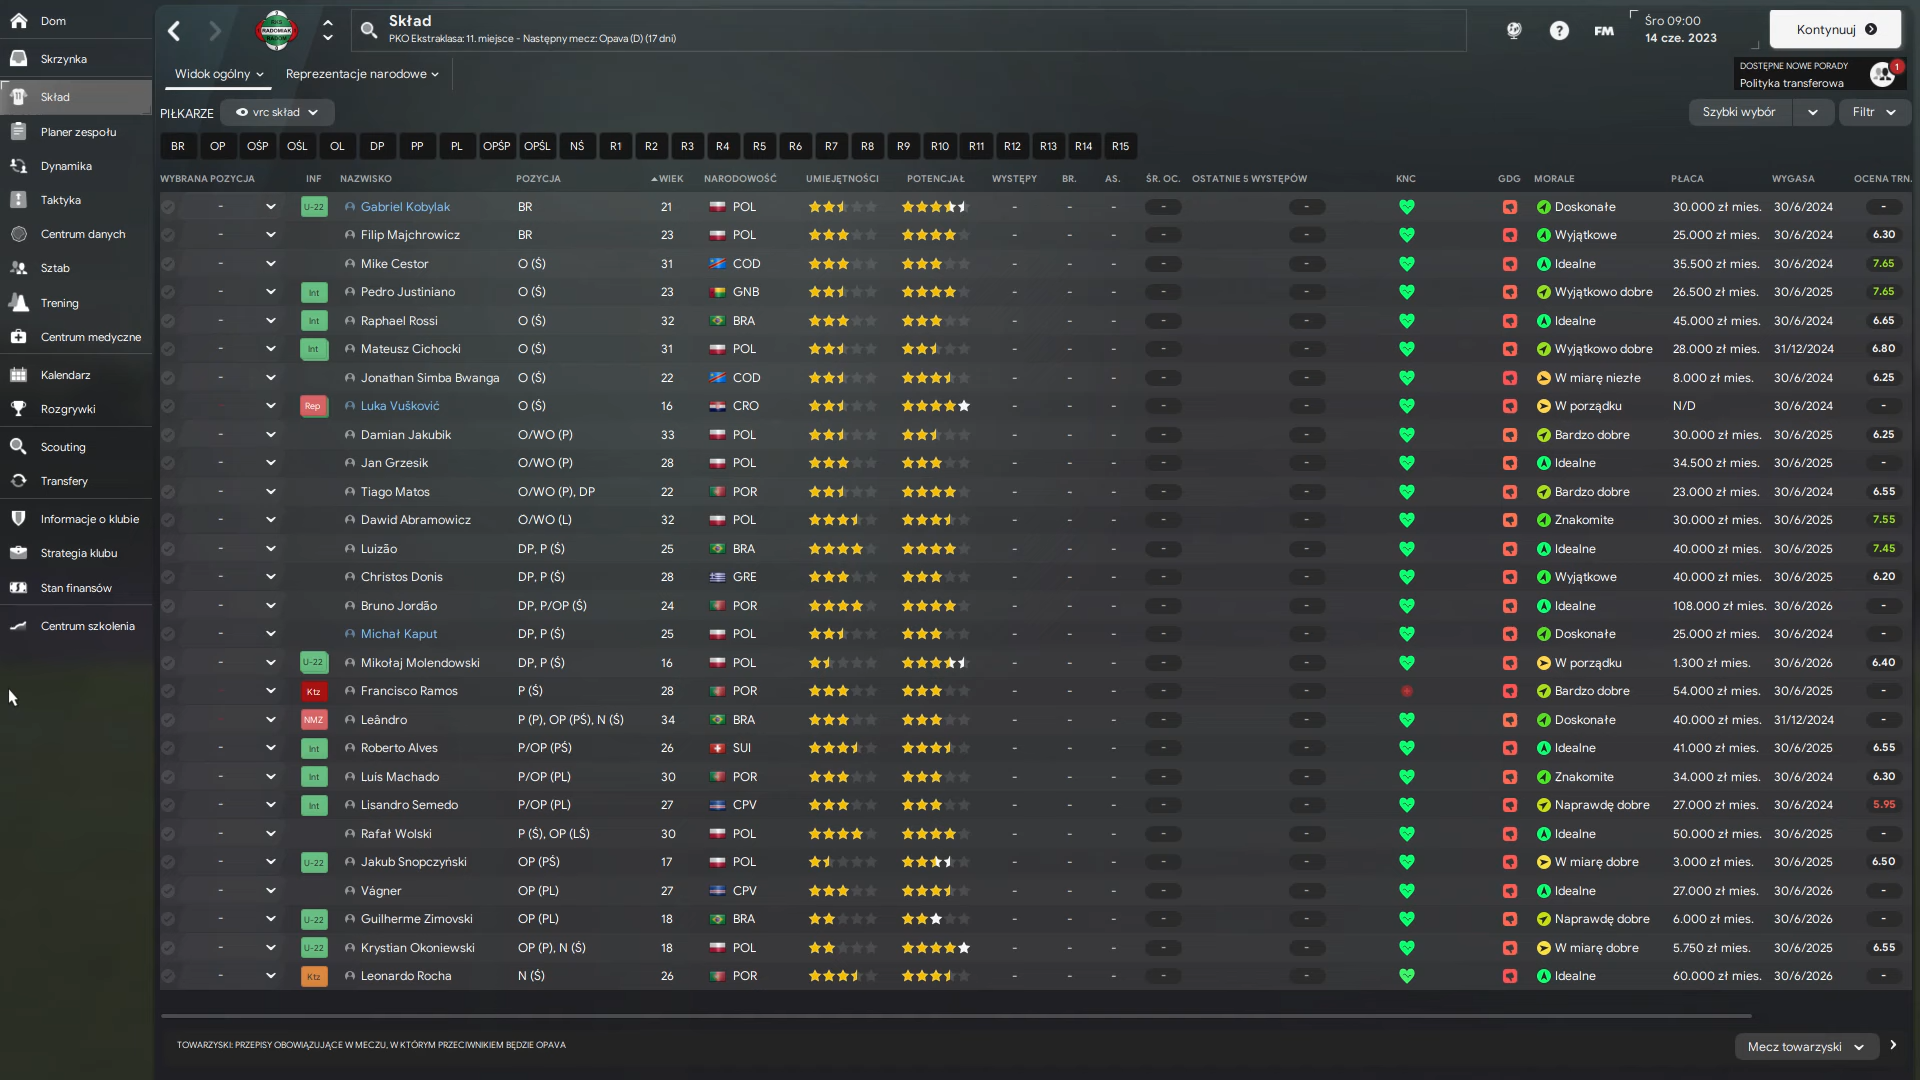 Dom
Skrzynka
Skład
Planer zespołu
Dynamika
Taktyka
Centrum danych
Sztab
Trening
Centrum medyczne
Kalendarz
Rozgrywki
Scouting
Transfery
Informacje o klubie
Strategia klubu
Stan finansów
Centrum szkolenia
RADOMIAK
Skład
PKO Ekstraklasa: 11. miejsce - Następny mecz: Opava (D) (17 dni)
FM
Śro 09:00
14 cze. 2023
Kontynuuj
Widok ogólny
Reprezentacje narodowe
DOSTĘPNE NOWE PORADY
Polityka transferowa
1
PIŁKARZE
vrc skład
Szybki wybór
Filtr
BR OP OŚP OŚL OL DP PP PL OPŚP OPŚL NŚ R1 R2 R3 R4 R5 R6 R7 R8 R9 R10 R11 R12 R13 R14 R15
WYBRANA POZYCJA INF NAZWISKO POZYCJA WIEK NARODOWOŚĆ UMIEJĘTNOŚCI POTENCJAŁ WYSTĘPY BR. AS. ŚR. OC. OSTATNIE 5 WYSTĘPÓW KNC GDG MORALE PŁACA WYGASA OCENA TRN.
- U-22 Gabriel Kobylak BR 21 POL - - - - - Doskonałe 30.000 zł mies. 30/6/2024 -
- Filip Majchrowicz BR 23 POL - - - - - Wyjątkowe 25.000 zł mies. 30/6/2024 6.30
- Mike Cestor O (Ś) 31 COD - - - - - Idealne 35.500 zł mies. 30/6/2024 7.65
- Int Pedro Justiniano O (Ś) 23 GNB - - - - - Wyjątkowo dobre 26.500 zł mies. 30/6/2025 7.65
- Int Raphael Rossi O (Ś) 32 BRA - - - - - Idealne 45.000 zł mies. 30/6/2024 6.65
- Int Mateusz Cichocki O (Ś) 31 POL - - - - - Wyjątkowo dobre 28.000 zł mies. 31/12/2024 6.80
- Jonathan Simba Bwanga O (Ś) 22 COD - - - - - W miarę niezłe 8.000 zł mies. 30/6/2024 6.25
- Rep Luka Vušković O (Ś) 16 CRO - - - - - W porządku N/D 30/6/2024 -
- Damian Jakubik O/WO (P) 33 POL - - - - - Bardzo dobre 30.000 zł mies. 30/6/2025 6.25
- Jan Grzesik O/WO (P) 28 POL - - - - - Idealne 34.500 zł mies. 30/6/2025 -
- Tiago Matos O/WO (P), DP 22 POR - - - - - Bardzo dobre 23.000 zł mies. 30/6/2024 6.55
- Dawid Abramowicz O/WO (L) 32 POL - - - - - Znakomite 30.000 zł mies. 30/6/2025 7.55
- Luizão DP, P (Ś) 25 BRA - - - - - Idealne 40.000 zł mies. 30/6/2025 7.45
- Christos Donis DP, P (Ś) 28 GRE - - - - - Wyjątkowe 40.000 zł mies. 30/6/2025 6.20
- Bruno Jordão DP, P/OP (Ś) 24 POR - - - - - Idealne 108.000 zł mies. 30/6/2026 -
- Michał Kaput DP, P (Ś) 25 POL - - - - - Doskonałe 25.000 zł mies. 30/6/2024 -
- U-22 Mikołaj Molendowski DP, P (Ś) 16 POL - - - - - W porządku 1.300 zł mies. 30/6/2026 6.40
- Ktz Francisco Ramos P (Ś) 28 POR - - - - - Bardzo dobre 54.000 zł mies. 30/6/2025 -
- NMZ Leândro P (P), OP (PŚ), N (Ś) 34 BRA - - - - - Doskonałe 40.000 zł mies. 31/12/2024 -
- Int Roberto Alves P/OP (PŚ) 26 SUI - - - - - Idealne 41.000 zł mies. 30/6/2025 6.55
- Int Luís Machado P/OP (PL) 30 POR - - - - - Znakomite 34.000 zł mies. 30/6/2024 6.30
- Int Lisandro Semedo P/OP (PL) 27 CPV - - - - - Naprawdę dobre 27.000 zł mies. 30/6/2024 5.95
- Rafał Wolski P (Ś), OP (LŚ) 30 POL - - - - - Idealne 50.000 zł mies. 30/6/2025 -
- U-22 Jakub Snopczyński OP (PŚ) 17 POL - - - - - W miarę dobre 3.000 zł mies. 30/6/2025 6.50
- Vágner OP (PL) 27 CPV - - - - - Idealne 27.000 zł mies. 30/6/2026 -
- U-22 Guilherme Zimovski OP (PL) 18 BRA - - - - - Naprawdę dobre 6.000 zł mies. 30/6/2026 -
- U-22 Krystian Okoniewski OP (P), N (Ś) 18 POL - - - - - W miarę dobre 5.750 zł mies. 30/6/2025 6.55
- Ktz Leonardo Rocha N (Ś) 26 POR - - - - - Idealne 60.000 zł mies. 30/6/2026 -
TOWARZYSKI: PRZEPISY OBOWIĄZUJĄCE W MECZU, W KTÓRYM PRZECIWNIKIEM BĘDZIE OPAVA
Mecz towarzyski